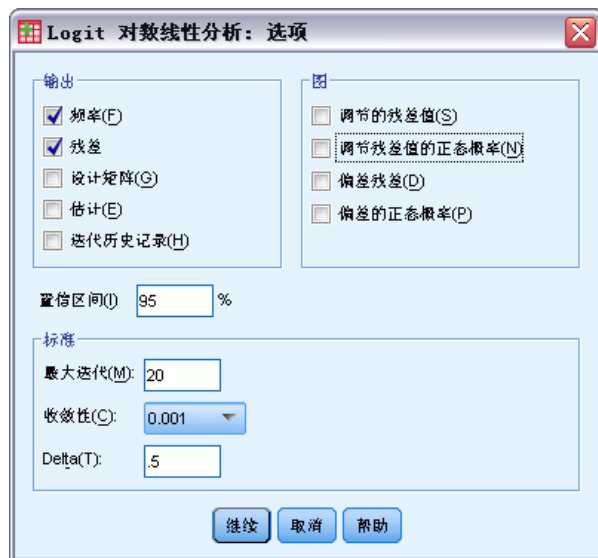 Logit 对数线性分析: 选项
输出
频率(F)
残差
设计矩阵(G)
估计(E)
迭代历史记录(H)
图
调节的残差值(S)
调节残差值的正态概率(N)
偏差残差(D)
偏差的正态概率(P)
置信区间(I) 95 %
标准
最大迭代(M): 20
收敛性(C): 0.001
Delta(T): .5
继续 取消 帮助